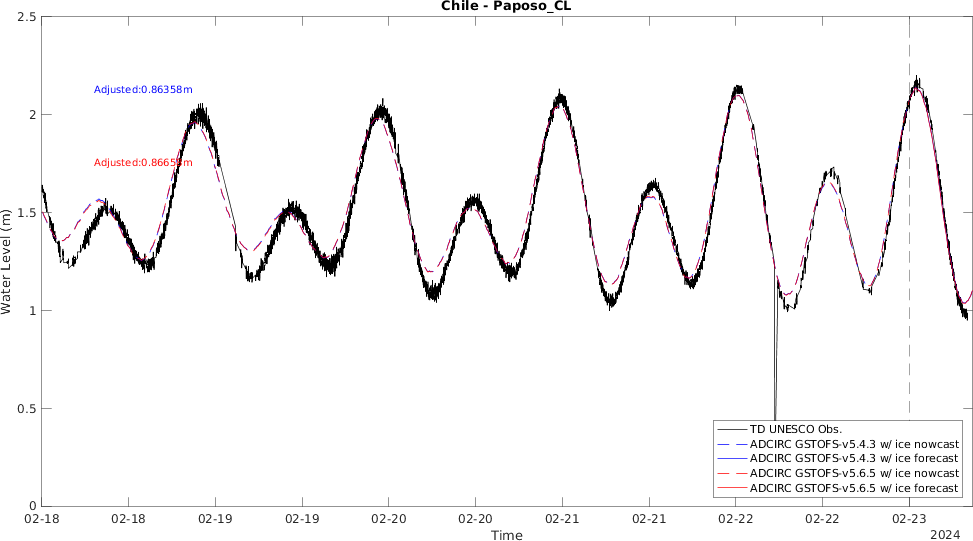 Chile - Paposo_CL
2.5
2
1.5
1
0.5
0
Water Level (m)
Adjusted:0.86358m
Adjusted:0.8665 m
TD UNESCO Obs.
ADCIRC GSTOFS-v5.4.3 w/ ice nowcast
ADCIRC GSTOFS-v5.4.3 w/ ice forecast
ADCIRC GSTOFS-v5.6.5 w/ ice nowcast
ADCIRC GSTOFS-v5.6.5 w/ ice forecast
02-18 02-18 02-19 02-19 02-20 02-20 02-21 02-21 02-22 02-22 02-23
Time
2024